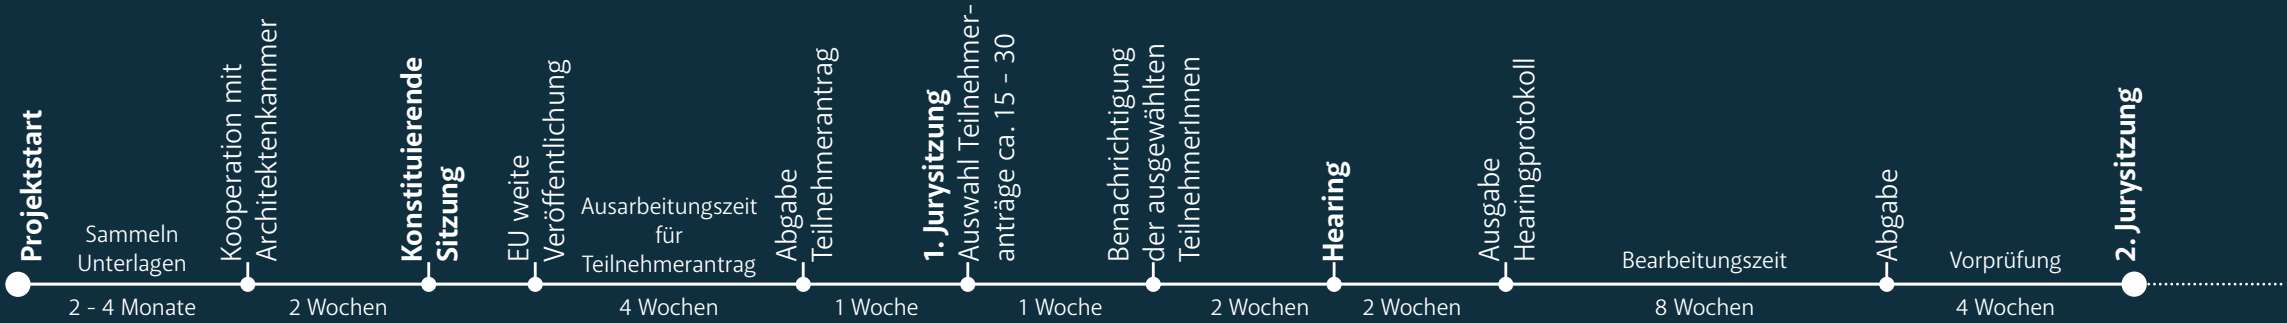 Projektstart
Sammeln
Unterlagen
2 - 4 Monate
Kooperation mit
Architektenkammer
2 Wochen
Konstituierende
Sitzung
EU weite
Veröffentlichung
Ausarbeitungszeit
für
Teilnehmerantrag
4 Wochen
Abgabe
Teilnehmerantrag
1 Woche
1. Jurysitzung
Auswahl Teilnehmer-
anträge ca. 15 - 30
1 Woche
Benachrichtigung
der ausgewählten
TeilnehmerInnen
2 Wochen
Hearing
2 Wochen
Ausgabe
Hearingprotokoll
Bearbeitungszeit
8 Wochen
Abgabe
Vorprüfung
4 Wochen
2. Jurysitzung